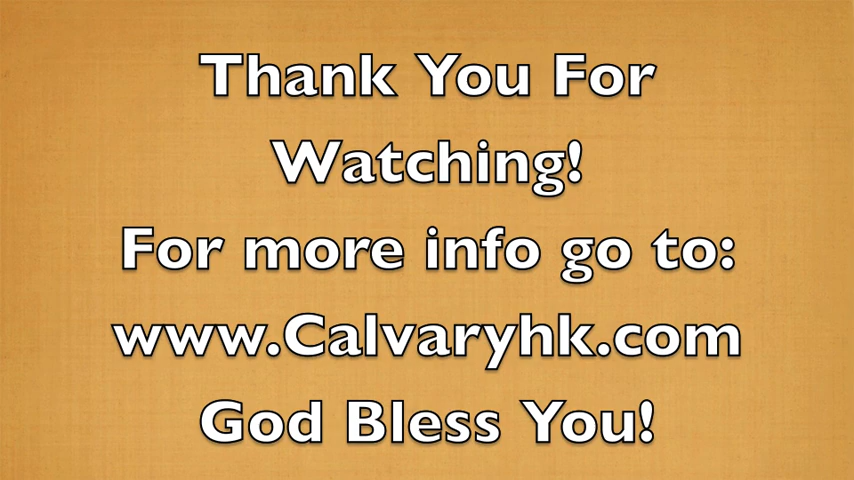 Thank You For
Watching!
For more info go to:
www.Calvaryhk.com
God Bless You!